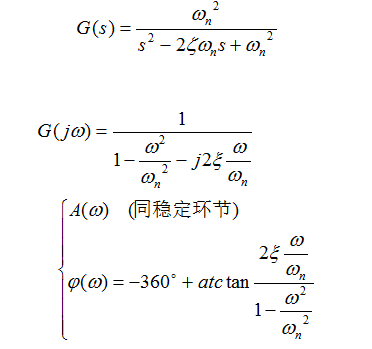 G(s) = ωₙ² / (s² − 2ζωₙs + ωₙ²)
G(jω) = 1 / (1 − ω²/ωₙ² − j2ξ ω/ωₙ)
A(ω) (同稳定环节)
φ(ω) = −360° + atc tan (2ξ ω/ωₙ) / (1 − ω²/ωₙ²)